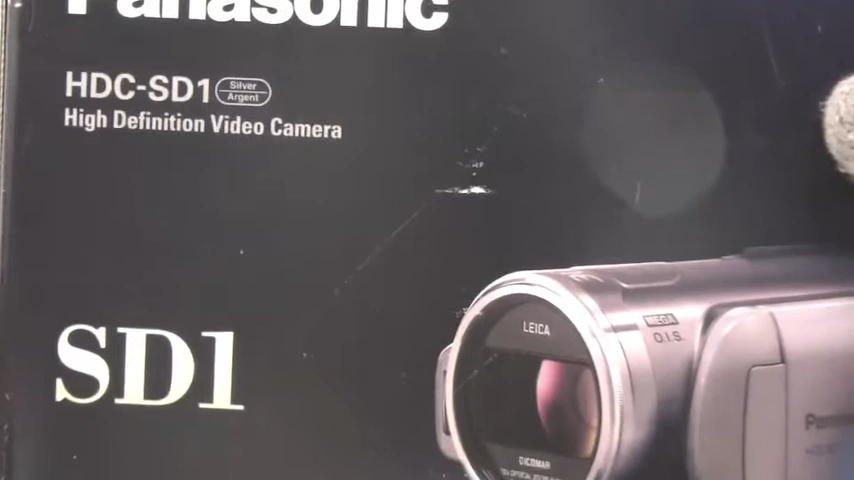 Panasonic
HDC-SD1 Silver Argent
High Definition Video Camera
SD1
LEICA
MEGA
O.I.S.
DICOMAR